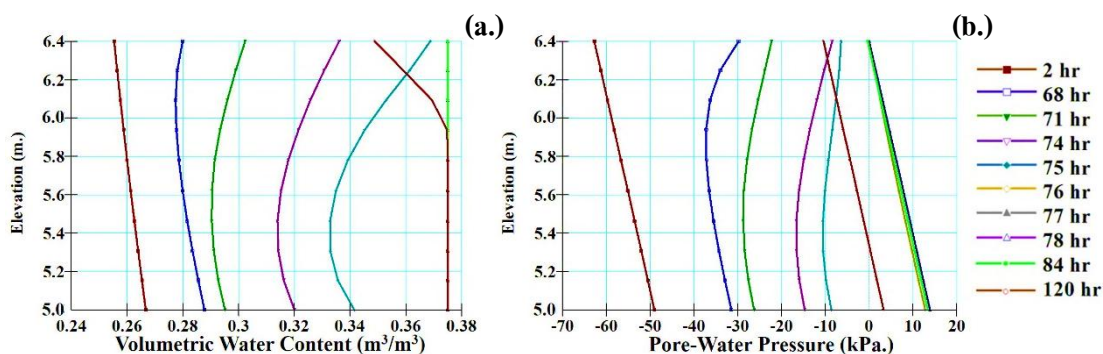 (a.)
(b.)
6.4
6.2
6.0
5.8
5.6
5.4
5.2
5.0
Elevation (m.)
0.24 0.26 0.28 0.3 0.32 0.34 0.36 0.38
Volumetric Water Content (m³/m³)
6.4
6.2
6.0
5.8
5.6
5.4
5.2
5.0
Elevation (m.)
-70 -60 -50 -40 -30 -20 -10 0 10 20
Pore-Water Pressure (kPa.)
2 hr
68 hr
71 hr
74 hr
75 hr
76 hr
77 hr
78 hr
84 hr
120 hr